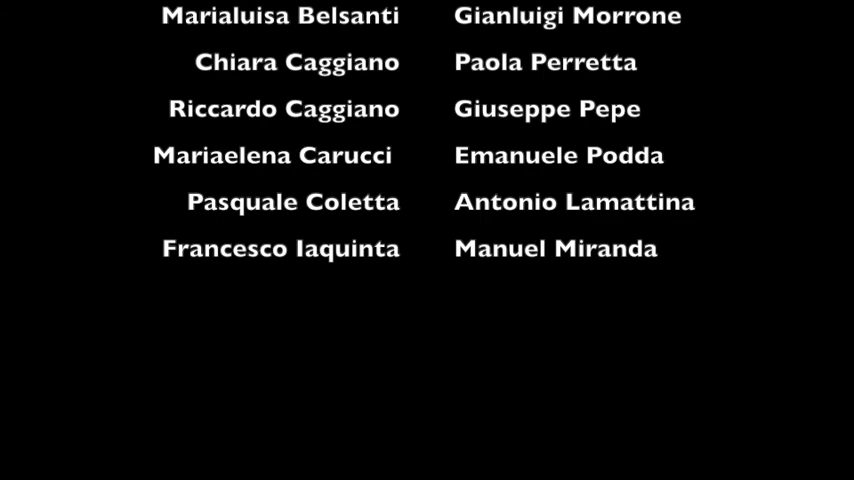 Marialuisa Belsanti Gianluigi Morrone
Chiara Caggiano Paola Perretta
Riccardo Caggiano Giuseppe Pepe
Mariaelena Carucci Emanuele Podda
Pasquale Coletta Antonio Lamattina
Francesco Iaquinta Manuel Miranda